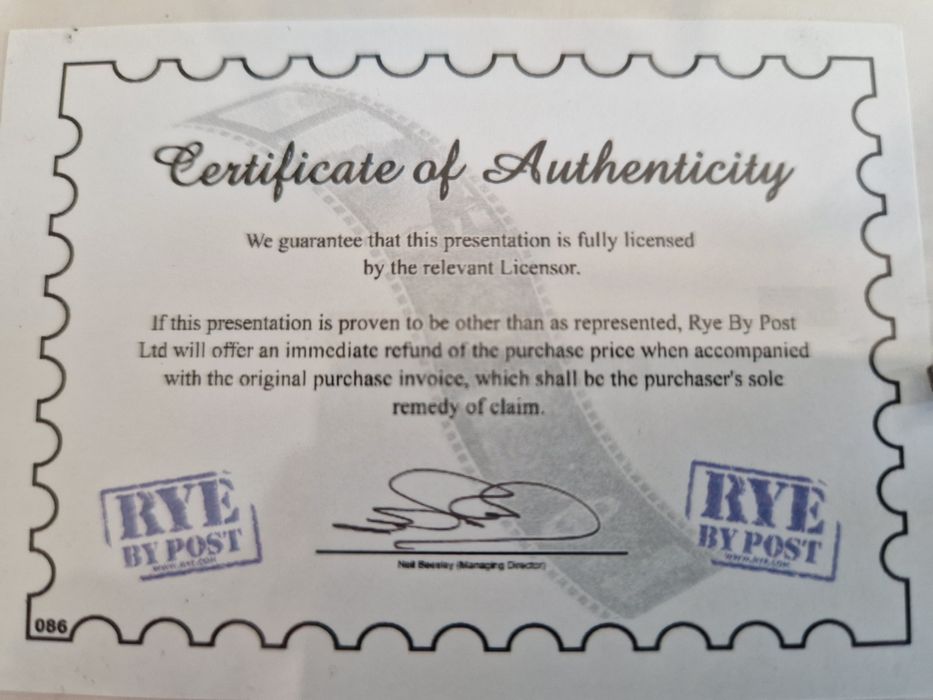 Certificate of Authenticity
We guarantee that this presentation is fully licensed
by the relevant Licensor.
If this presentation is proven to be other than as represented, Rye By Post
Ltd will offer an immediate refund of the purchase price when accompanied
with the original purchase invoice, which shall be the purchaser's sole
remedy of claim.
RYE
BY POST
RYE
BY POST
Neil Beesley (Managing Director)
086